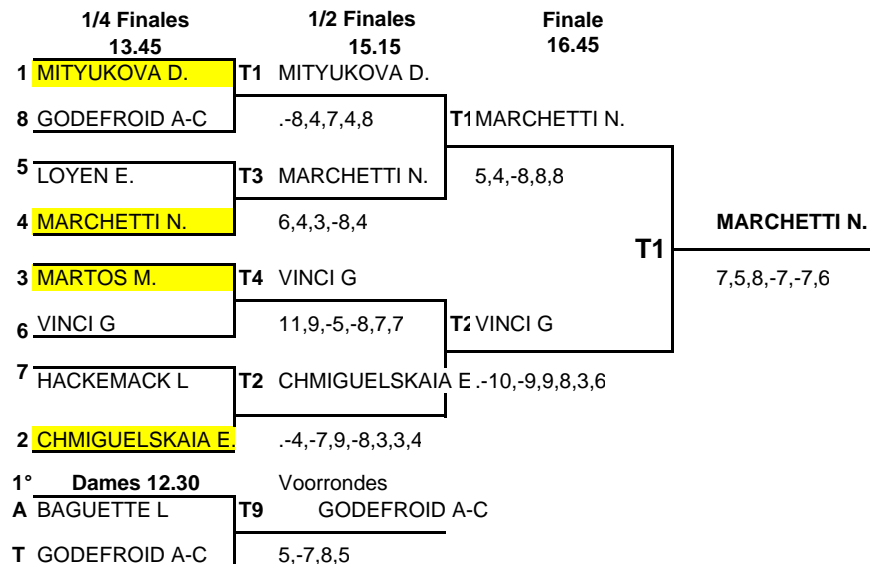 1/4 Finales 1/2 Finales Finale
13.45 15.15 16.45
1 MITYUKOVA D. T1 MITYUKOVA D.
8 GODEFROID A-C .-8,4,7,4,8 T1 MARCHETTI N.
5 LOYEN E. T3 MARCHETTI N. 5,4,-8,8,8
4 MARCHETTI N. 6,4,3,-8,4 MARCHETTI N.
T1
3 MARTOS M. T4 VINCI G 7,5,8,-7,-7,6
6 VINCI G 11,9,-5,-8,7,7 T2 VINCI G
7 HACKEMACK L T2 CHMIGUELSKAIA E .-10,-9,9,8,3,6
2 CHMIGUELSKAIA E. .-4,-7,9,-8,3,3,4
1° Dames 12.30 Voorrondes
A BAGUETTE L T9 GODEFROID A-C
T GODEFROID A-C 5,-7,8,5